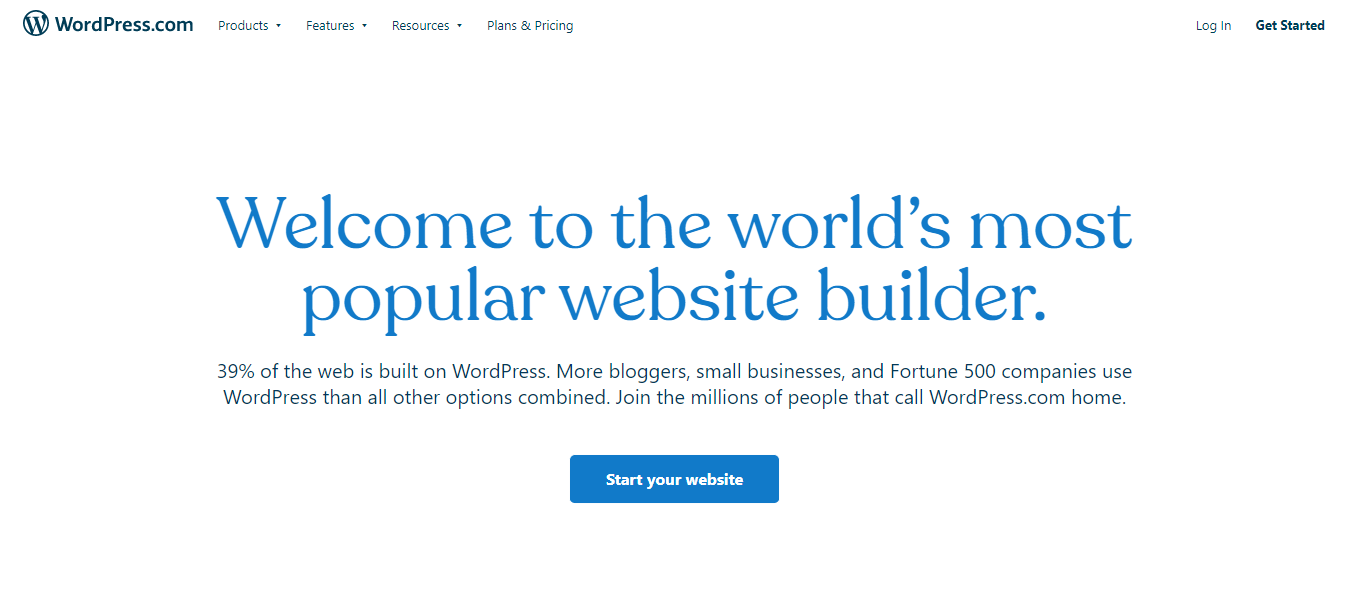 WordPress.com Products Features Resources Plans & Pricing Log In Get Started
Welcome to the world’s most
popular website builder.
39% of the web is built on WordPress. More bloggers, small businesses, and Fortune 500 companies use
WordPress than all other options combined. Join the millions of people that call WordPress.com home.
Start your website